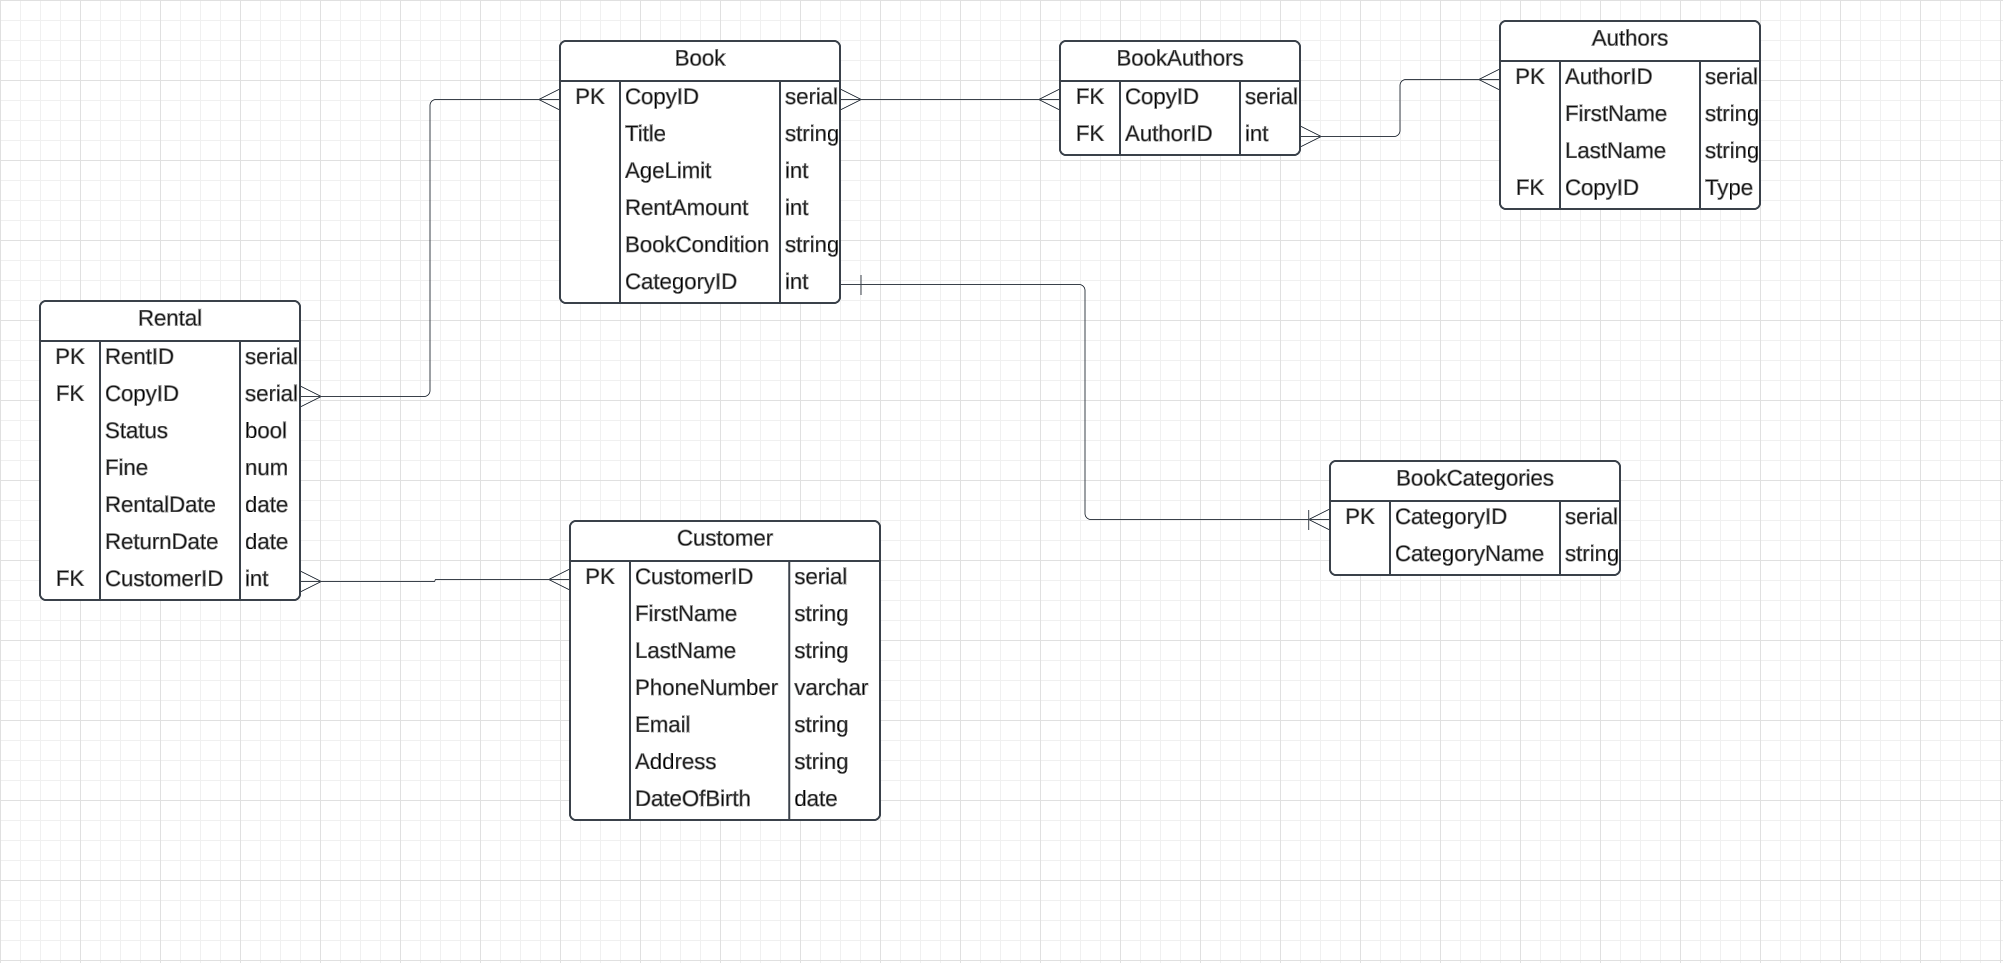 Book
PK CopyID serial
Title string
AgeLimit int
RentAmount int
BookCondition string
CategoryID int
BookAuthors
FK CopyID serial
FK AuthorID int
Authors
PK AuthorID serial
FirstName string
LastName string
FK CopyID Type
Rental
PK RentID serial
FK CopyID serial
Status bool
Fine num
RentalDate date
ReturnDate date
FK CustomerID int
Customer
PK CustomerID serial
FirstName string
LastName string
PhoneNumber varchar
Email string
Address string
DateOfBirth date
BookCategories
PK CategoryID serial
CategoryName string